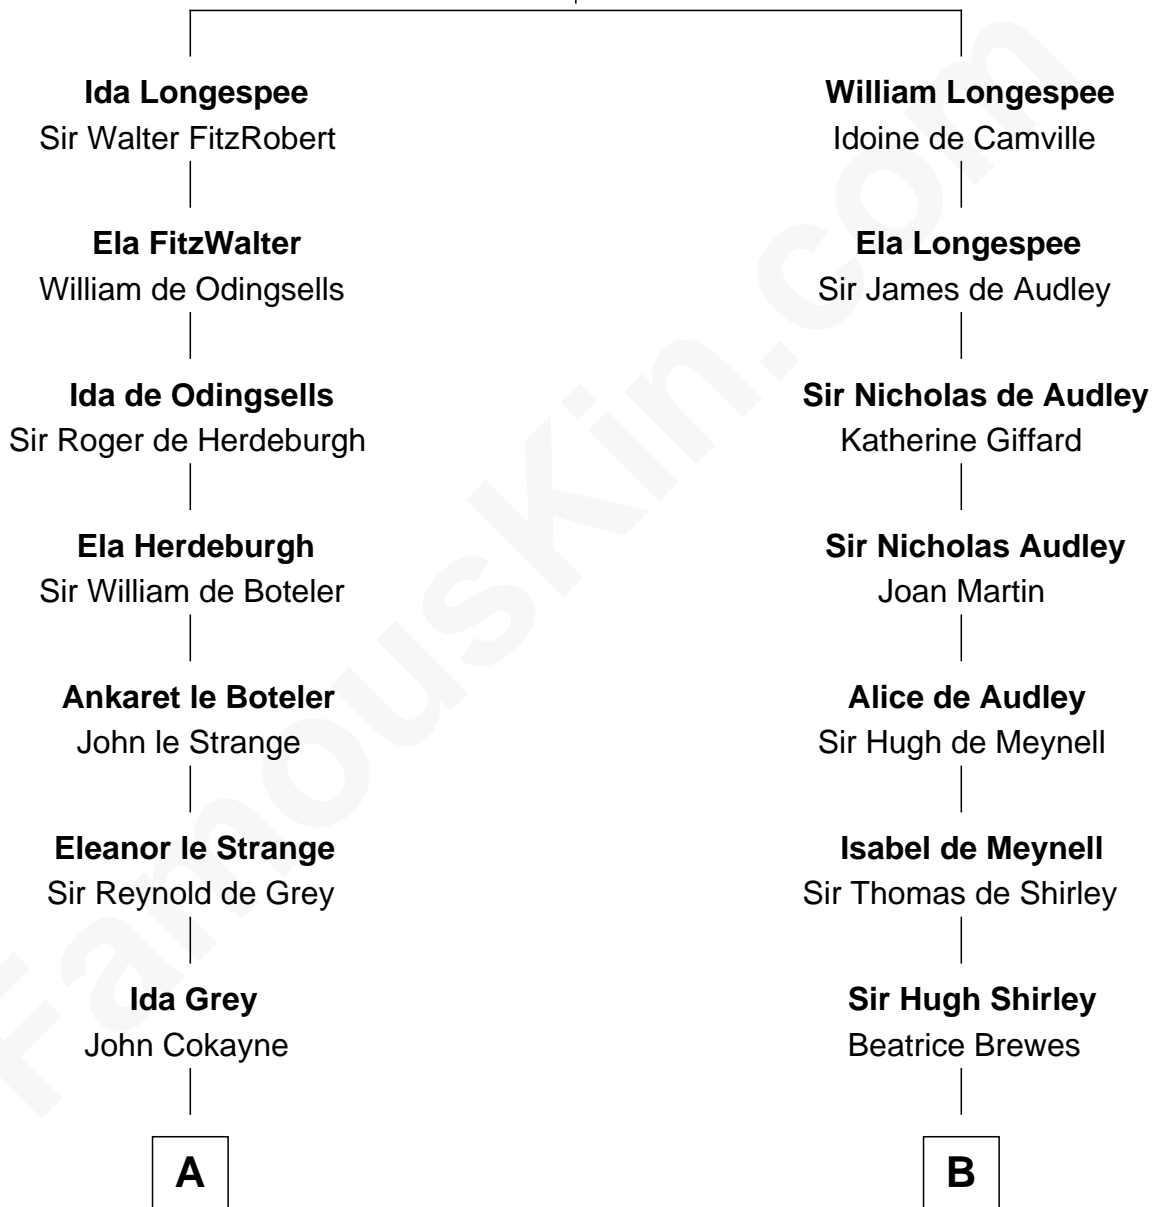 Ida Longespee
Sir Walter FitzRobert
Ela FitzWalter
William de Odingsells
Ida de Odingsells
Sir Roger de Herdeburgh
Ela Herdeburgh
Sir William de Boteler
Ankaret le Boteler
John le Strange
Eleanor le Strange
Sir Reynold de Grey
Ida Grey
John Cokayne
A
William Longespee
Idoine de Camville
Ela Longespee
Sir James de Audley
Sir Nicholas de Audley
Katherine Giffard
Sir Nicholas Audley
Joan Martin
Alice de Audley
Sir Hugh de Meynell
Isabel de Meynell
Sir Thomas de Shirley
Sir Hugh Shirley
Beatrice Brewes
B
FamousKin.com